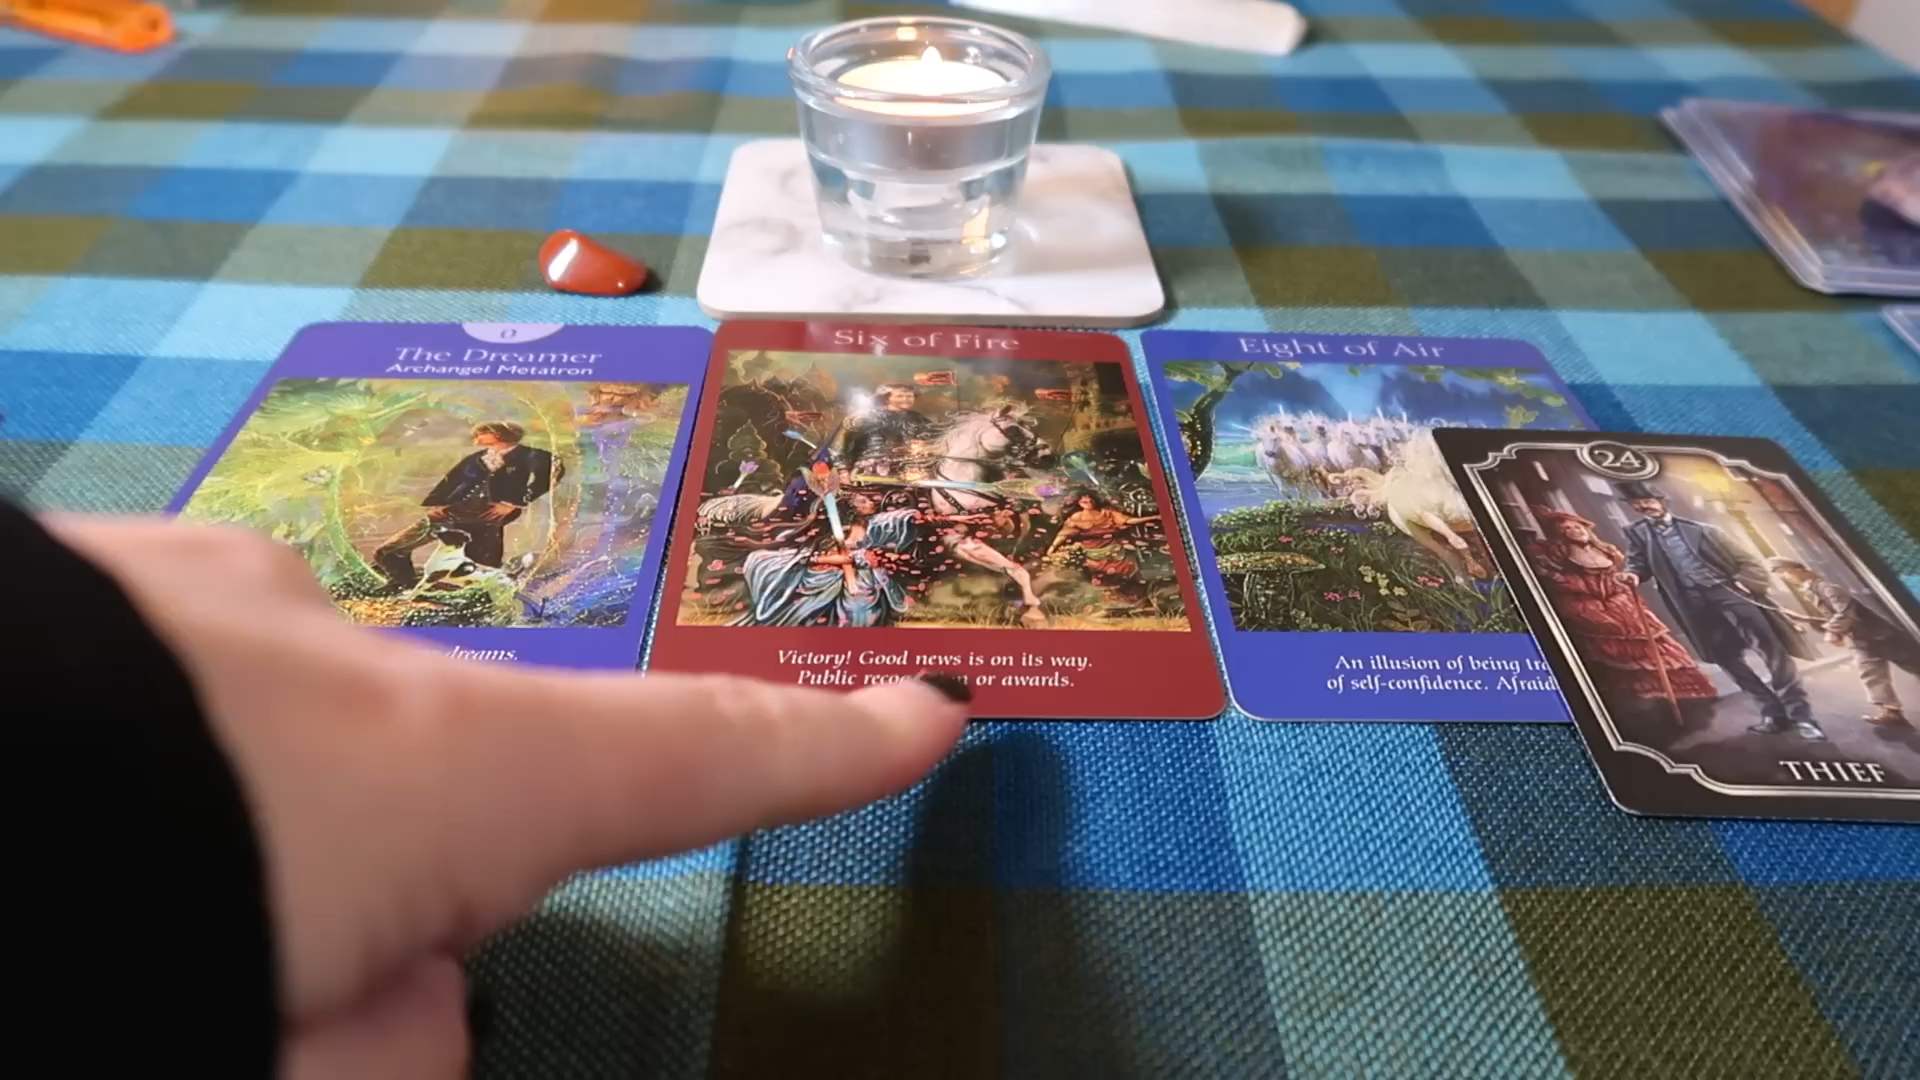 0
The Dreamer
Archangel Metatron
dreams.
Six of Fire
Victory! Good news is on its way.
Public or awards.
Eight of Air
An illusion of being
of self-confidence. Afraid
24
THIEF